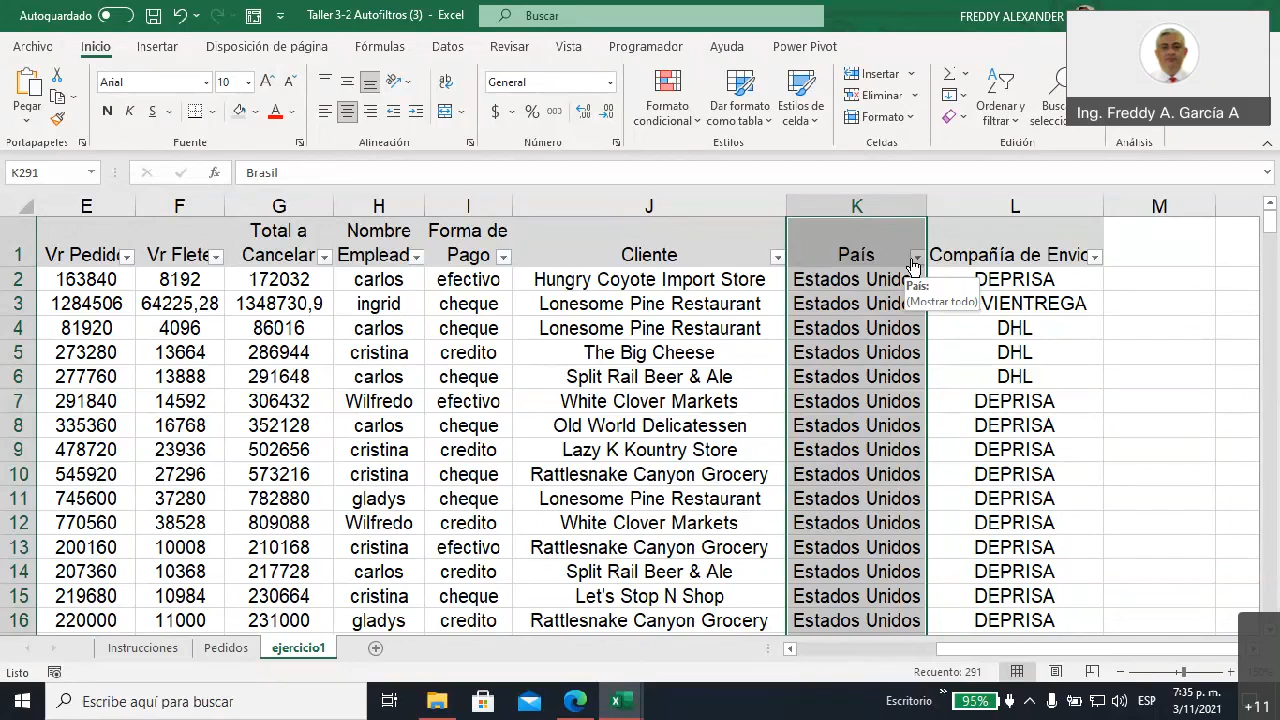 Autoguardado
Taller 3-2 Autofiltros (3) - Excel
Buscar
FREDDY ALEXANDER
Archivo Inicio Insertar Disposición de página Fórmulas Datos Revisar Vista Programador Ayuda Power Pivot
Ing. Freddy A. García A
Pegar
Arial 10
N K S
General
$ % 000
Formato condicional
Dar formato como tabla
Estilos de celda
Insertar
Eliminar
Formato
Ordenar y filtrar
Portapapeles Fuente Alineación Número Estilos Celdas Edición Análisis
K291 fx Brasil
E F G H I J K L M
1 Vr Pedido Vr Flete Total a Cancelar Nombre Empleado Forma de Pago Cliente País Compañía de Envio
2 163840 8192 172032 carlos efectivo Hungry Coyote Import Store Estados Unidos DEPRISA
3 1284506 64225,28 1348730,9 ingrid cheque Lonesome Pine Restaurant Estados Unidos VIENTREGA
País:
(Mostrar todo)
4 81920 4096 86016 carlos cheque Lonesome Pine Restaurant Estados Unidos DHL
5 273280 13664 286944 cristina credito The Big Cheese Estados Unidos DHL
6 277760 13888 291648 carlos cheque Split Rail Beer & Ale Estados Unidos DHL
7 291840 14592 306432 Wilfredo efectivo White Clover Markets Estados Unidos DEPRISA
8 335360 16768 352128 carlos cheque Old World Delicatessen Estados Unidos DEPRISA
9 478720 23936 502656 cristina credito Lazy K Kountry Store Estados Unidos DEPRISA
10 545920 27296 573216 cristina cheque Rattlesnake Canyon Grocery Estados Unidos DEPRISA
11 745600 37280 782880 gladys cheque Lonesome Pine Restaurant Estados Unidos DEPRISA
12 770560 38528 809088 Wilfredo credito White Clover Markets Estados Unidos DEPRISA
13 200160 10008 210168 cristina efectivo Rattlesnake Canyon Grocery Estados Unidos DEPRISA
14 207360 10368 217728 carlos credito Split Rail Beer & Ale Estados Unidos DEPRISA
15 219680 10984 230664 cristina cheque Let's Stop N Shop Estados Unidos DEPRISA
16 220000 11000 231000 gladys credito Rattlesnake Canyon Grocery Estados Unidos DEPRISA
Instrucciones Pedidos ejercicio1
Listo
Recuento: 291
150%
Escribe aquí para buscar
Escritorio
95%
ESP
7:35 p. m.
3/11/2021
+11